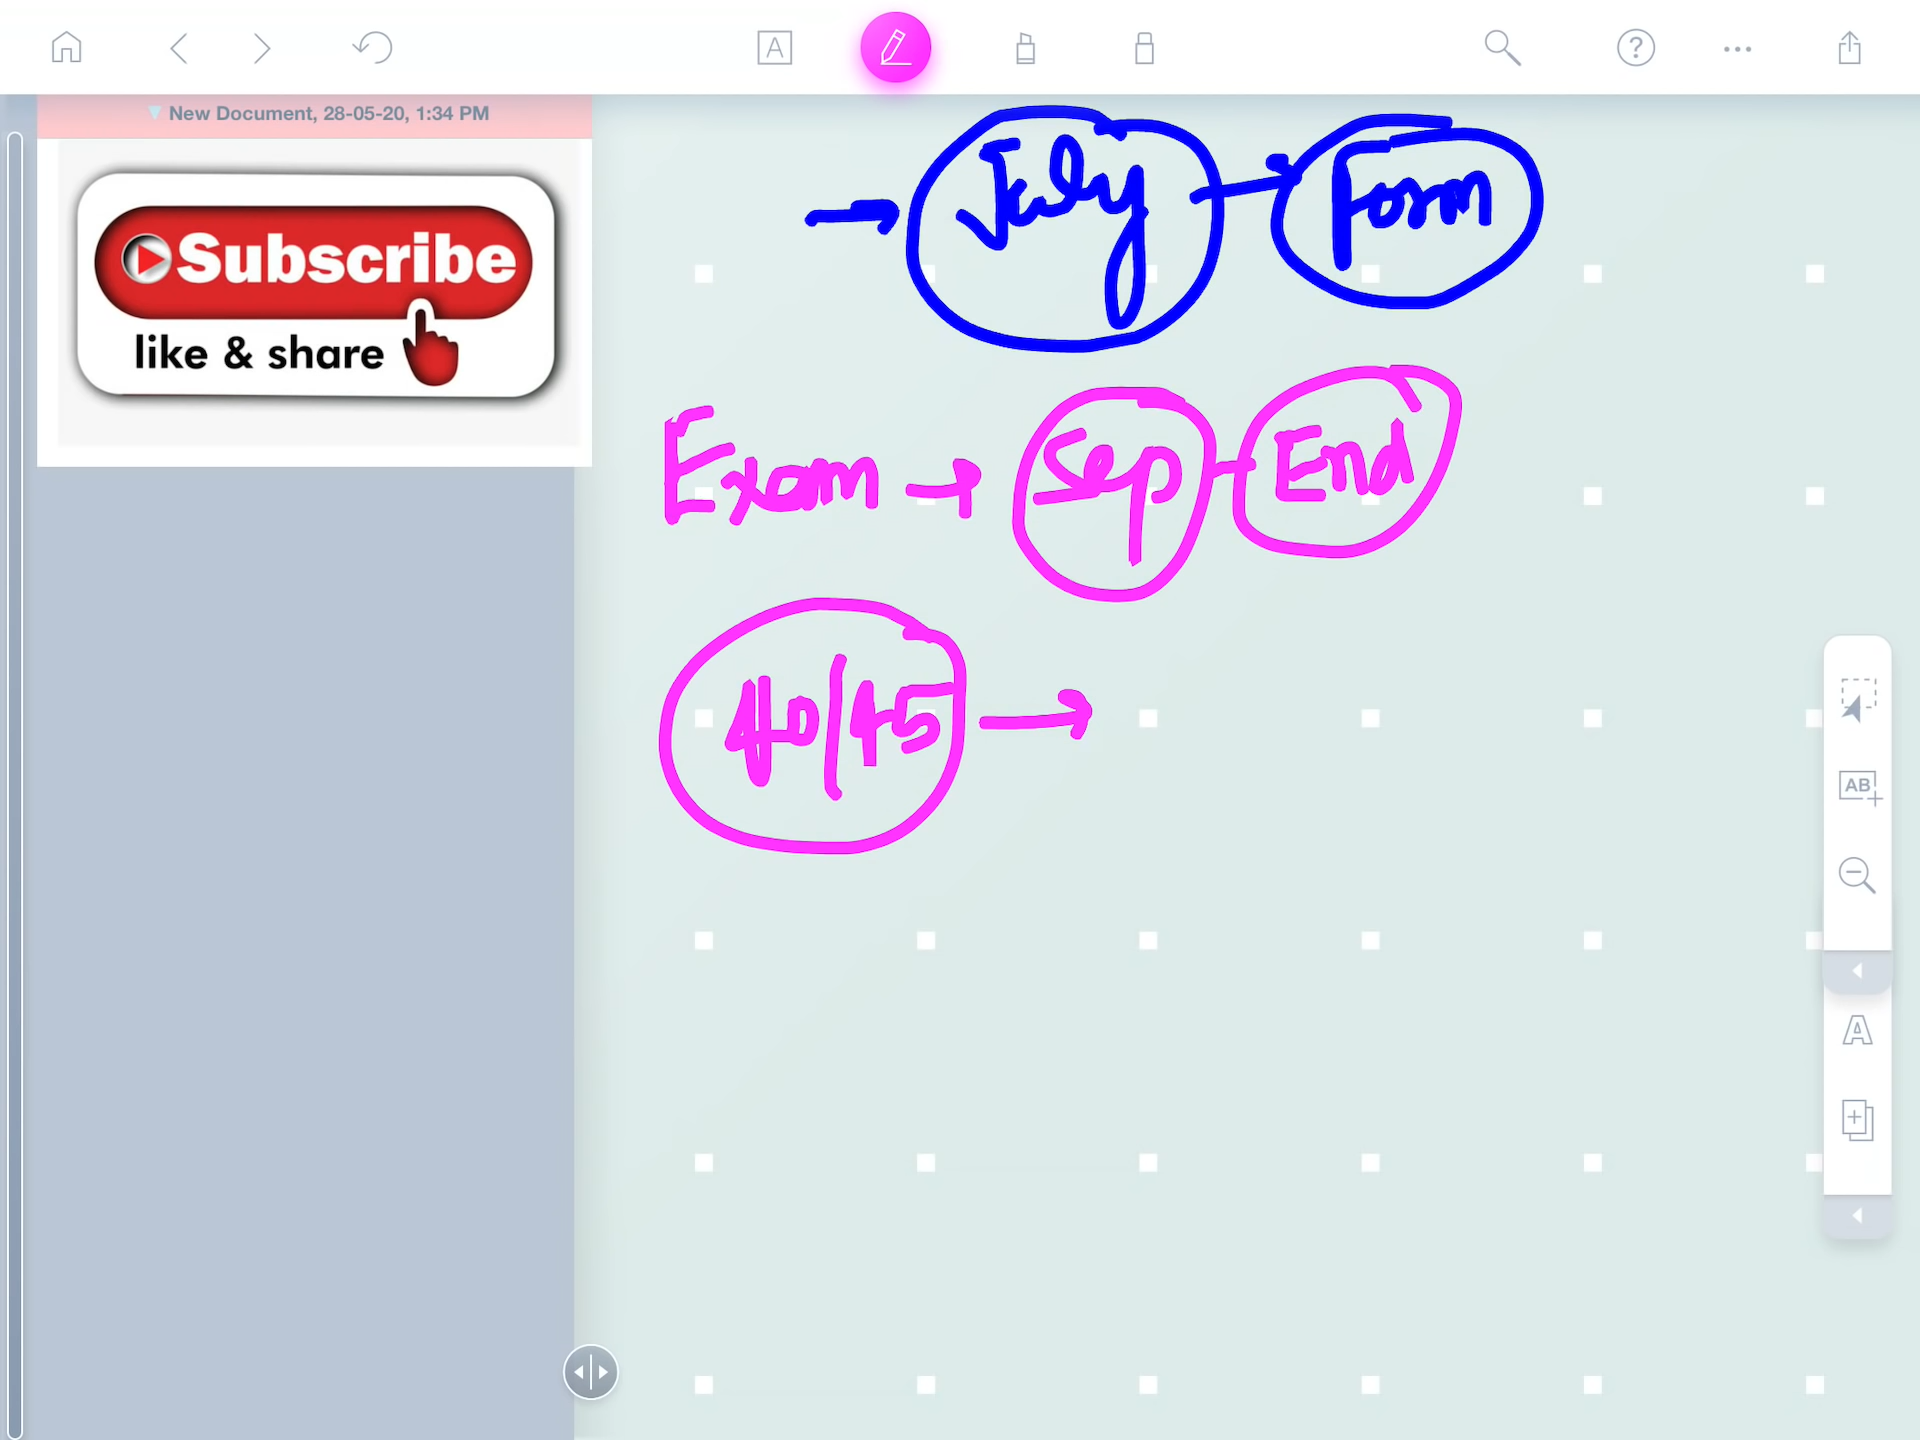 New Document, 28-05-20, 1:34 PM
Subscribe
like & share
→ July → Form
Exam → Sep - End
40/45 →